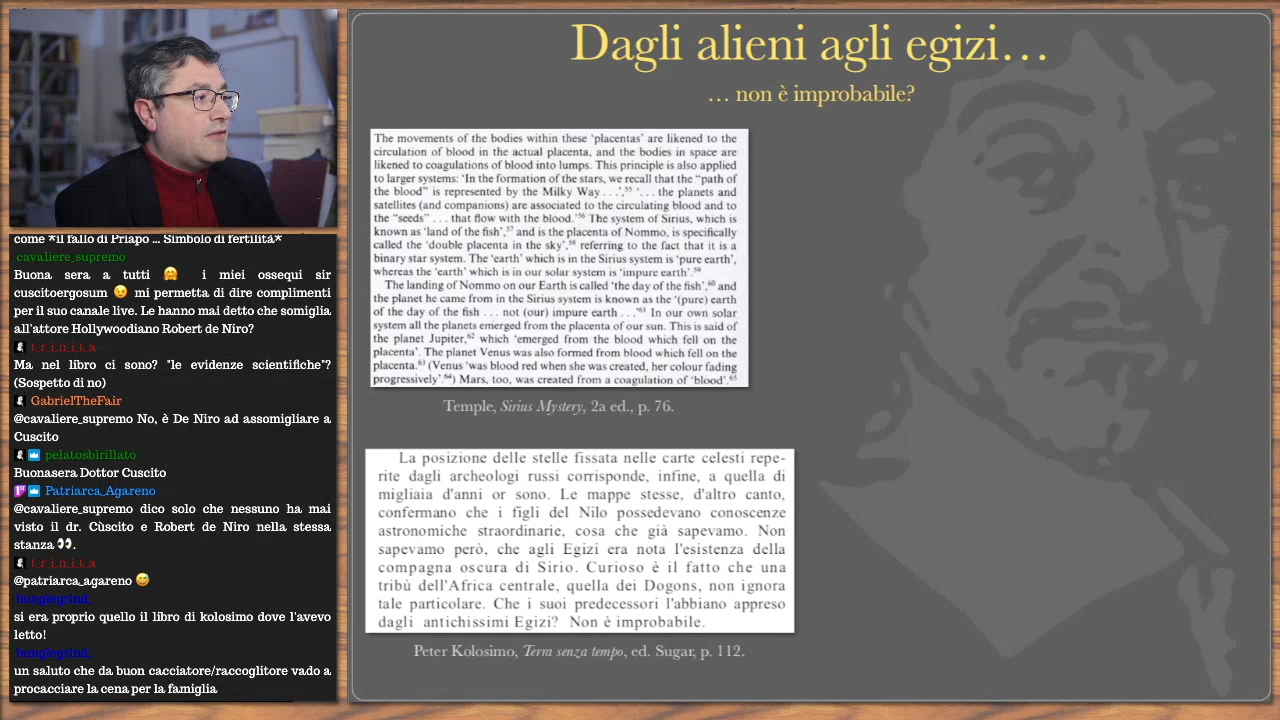 Dagli alieni agli egizi…
… non è improbabile?
The movements of the bodies within these ‘placentas’ are likened to the
circulation of blood in the actual placenta, and the bodies in space are
likened to coagulations of blood into lumps. This principle is also applied
to larger systems: ‘In the formation of the stars, we recall that the “path of
the blood” is represented by the Milky Way . . .’,⁵⁵ ‘. . . the planets and
satellites (and companions) are associated to the circulating blood and to
the “seeds” . . . that flow with the blood.’⁵⁶ The system of Sirius, which is
known as ‘land of the fish’,⁵⁷ and is the placenta of Nommo, is specifically
called the ‘double placenta in the sky’,⁵⁸ referring to the fact that it is a
binary star system. The ‘earth’ which is in the Sirius system is ‘pure earth’,
whereas the ‘earth’ which is in our solar system is ‘impure earth’.⁵⁹
The landing of Nommo on our Earth is called ‘the day of the fish’,⁶⁰ and
the planet he came from in the Sirius system is known as the ‘(pure) earth
of the day of the fish . . . not (our) impure earth . . .’⁶¹ In our own solar
system all the planets emerged from the placenta of our sun. This is said of
the planet Jupiter,⁶² which ‘emerged from the blood which fell on the
placenta’. The planet Venus was also formed from blood which fell on the
placenta.⁶³ (Venus ‘was blood red when she was created, her colour fading
progressively’.⁶⁴) Mars, too, was created from a coagulation of ‘blood’.⁶⁵
Temple, Sirius Mystery, 2a ed., p. 76.
La posizione delle stelle fissata nelle carte celesti repe-
rite dagli archeologi russi corrisponde, infine, a quella di
migliaia d'anni or sono. Le mappe stesse, d'altro canto,
confermano che i figli del Nilo possedevano conoscenze
astronomiche straordinarie, cosa che già sapevamo. Non
sapevamo però, che agli Egizi era nota l'esistenza della
compagna oscura di Sirio. Curioso è il fatto che una
tribù dell'Africa centrale, quella dei Dogons, non ignora
tale particolare. Che i suoi predecessori l'abbiano appreso
dagli antichissimi Egizi? Non è improbabile.
Peter Kolosimo, Terra senza tempo, ed. Sugar, p. 112.
come *il fallo di Priapo ... Simbolo di fertilità*
cavaliere_supremo
Buona sera a tutti 🤗 i miei ossequi sir
cuscitoergosum 😉 mi permetta di dire complimenti
per il suo canale live. Le hanno mai detto che somiglia
all'attore Hollywoodiano Robert de Niro?
t_r_i_n_i_t_a
Ma nel libro ci sono? "le evidenze scientifiche"?
(Sospetto di no)
GabrielTheFair
@cavaliere_supremo No, è De Niro ad assomigliare a
Cuscito
pelatosbirillato
Buonasera Dottor Cuscito
Patriarca_Agareno
@cavaliere_supremo dico solo che nessuno ha mai
visto il dr. Cùscito e Robert de Niro nella stessa
stanza 👀.
t_r_i_n_i_t_a
@patriarca_agareno 😅
bunglegrind_
si era proprio quello il libro di kolosimo dove l'avevo
letto!
bunglegrind_
un saluto che da buon cacciatore/raccoglitore vado a
procacciare la cena per la famiglia